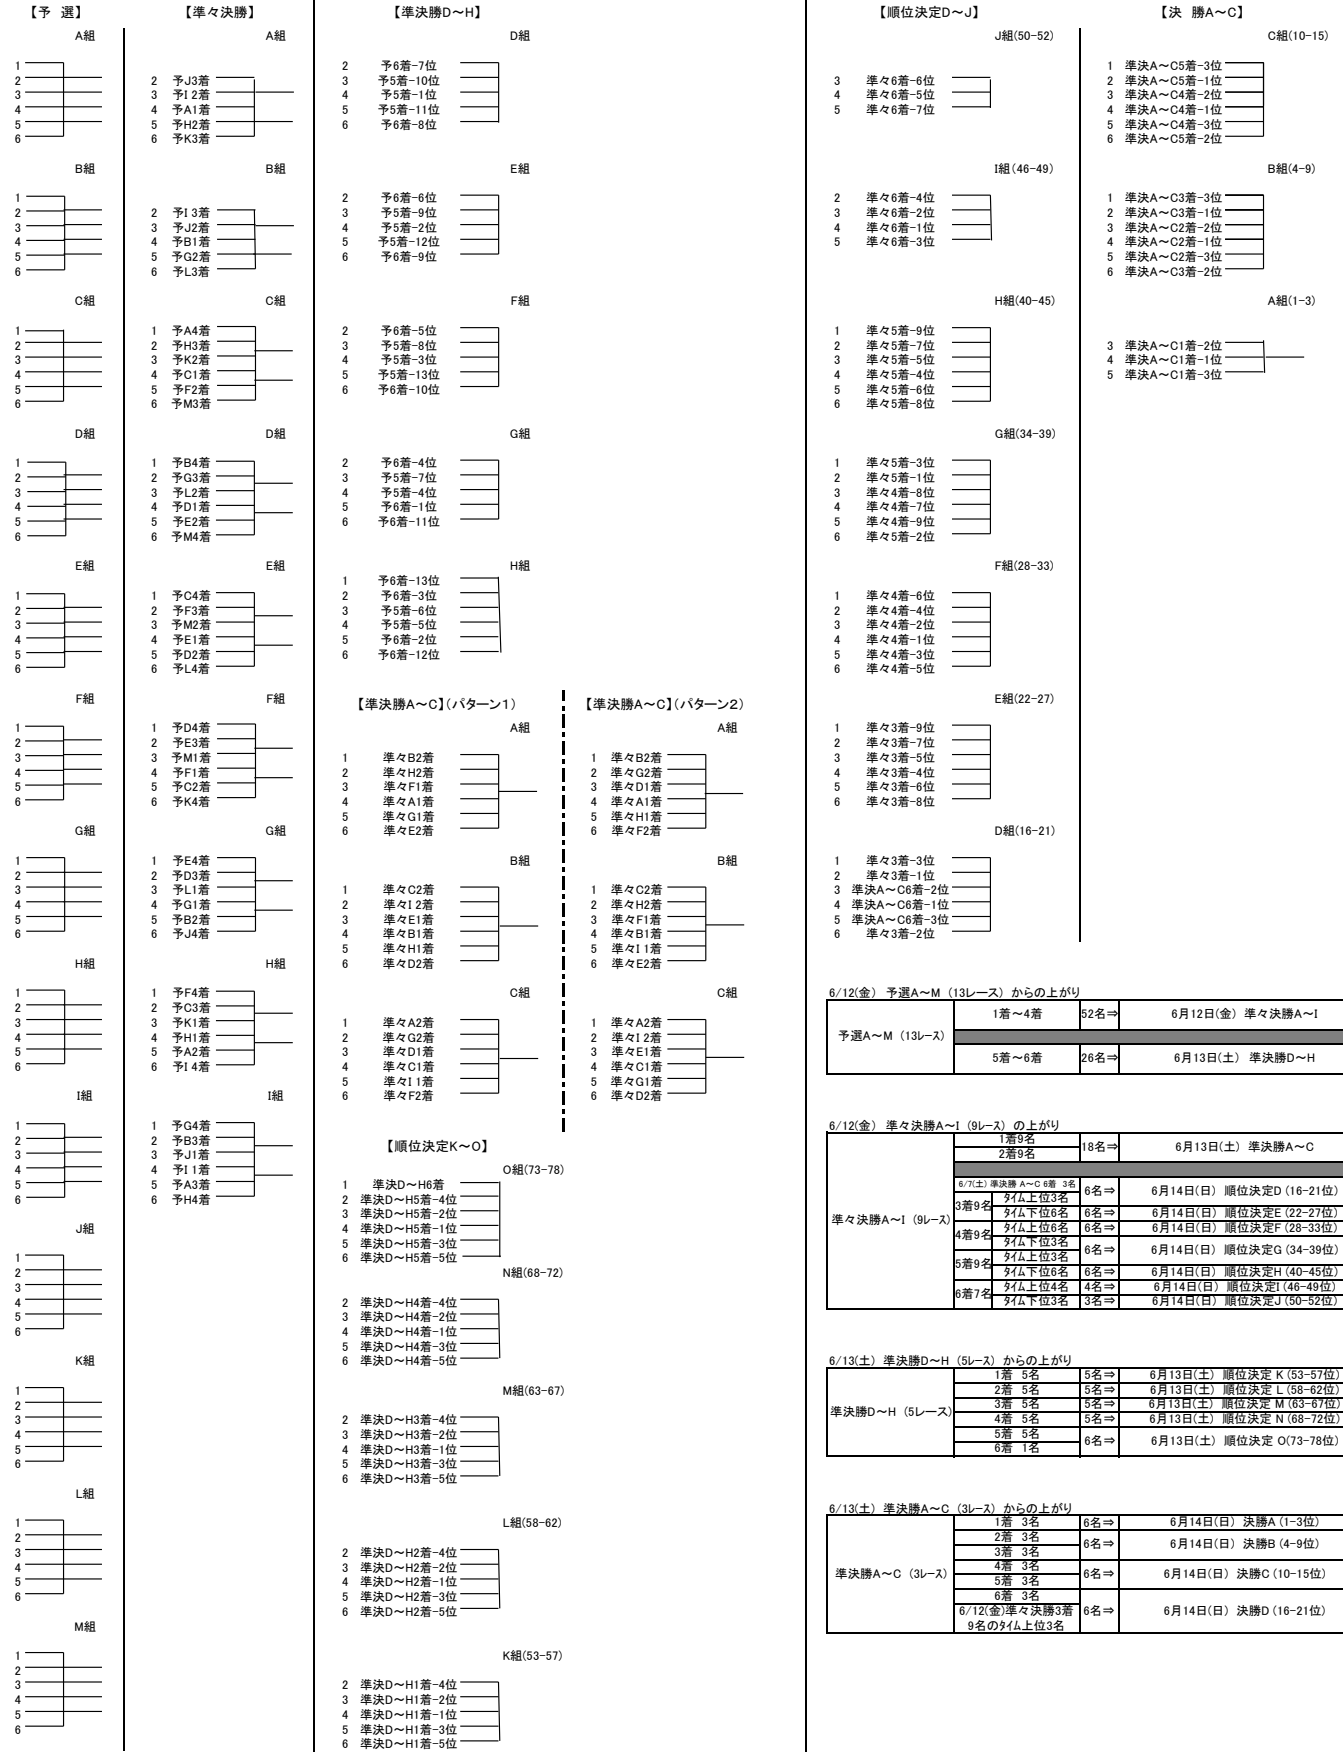 【予　選】
A組
1
2
3
4
5
6
B組
1
2
3
4
5
6
C組
1
2
3
4
5
6
D組
1
2
3
4
5
6
E組
1
2
3
4
5
6
F組
1
2
3
4
5
6
G組
1
2
3
4
5
6
H組
1
2
3
4
5
6
I組
1
2
3
4
5
6
J組
1
2
3
4
5
6
K組
1
2
3
4
5
6
L組
1
2
3
4
5
6
M組
1
2
3
4
5
6
【準々決勝】
A組
2 予J3着
3 予I 2着
4 予A1着
5 予H2着
6 予K3着
B組
2 予I 3着
3 予J2着
4 予B1着
5 予G2着
6 予L3着
C組
1 予A4着
2 予H3着
3 予K2着
4 予C1着
5 予F2着
6 予M3着
D組
1 予B4着
2 予G3着
3 予L2着
4 予D1着
5 予E2着
6 予M4着
E組
1 予C4着
2 予F3着
3 予M2着
4 予E1着
5 予D2着
6 予L4着
F組
1 予D4着
2 予E3着
3 予M1着
4 予F1着
5 予C2着
6 予K4着
G組
1 予E4着
2 予D3着
3 予L1着
4 予G1着
5 予B2着
6 予J4着
H組
1 予F4着
2 予C3着
3 予K1着
4 予H1着
5 予A2着
6 予I 4着
I組
1 予G4着
2 予B3着
3 予J1着
4 予I 1着
5 予A3着
6 予H4着
【準決勝D～H】
D組
2 予6着-7位
3 予5着-10位
4 予5着-1位
5 予5着-11位
6 予6着-8位
E組
2 予6着-6位
3 予5着-9位
4 予5着-2位
5 予5着-12位
6 予6着-9位
F組
2 予6着-5位
3 予5着-8位
4 予5着-3位
5 予5着-13位
6 予6着-10位
G組
2 予6着-4位
3 予5着-7位
4 予5着-4位
5 予6着-1位
6 予6着-11位
H組
1 予6着-13位
2 予6着-3位
3 予5着-6位
4 予5着-5位
5 予6着-2位
6 予6着-12位
【準決勝A～C】(パターン1)
A組
1 準々B2着
2 準々H2着
3 準々F1着
4 準々A1着
5 準々G1着
6 準々E2着
B組
1 準々C2着
2 準々I 2着
3 準々E1着
4 準々B1着
5 準々H1着
6 準々D2着
C組
1 準々A2着
2 準々G2着
3 準々D1着
4 準々C1着
5 準々I 1着
6 準々F2着
【準決勝A～C】(パターン2)
A組
1 準々B2着
2 準々G2着
3 準々D1着
4 準々A1着
5 準々H1着
6 準々F2着
B組
1 準々C2着
2 準々H2着
3 準々F1着
4 準々B1着
5 準々I 1着
6 準々E2着
C組
1 準々A2着
2 準々I 2着
3 準々E1着
4 準々C1着
5 準々G1着
6 準々D2着
【順位決定K～O】
O組(73-78)
1 準決D～H6着
2 準決D～H5着-4位
3 準決D～H5着-2位
4 準決D～H5着-1位
5 準決D～H5着-3位
6 準決D～H5着-5位
N組(68-72)
2 準決D～H4着-4位
3 準決D～H4着-2位
4 準決D～H4着-1位
5 準決D～H4着-3位
6 準決D～H4着-5位
M組(63-67)
2 準決D～H3着-4位
3 準決D～H3着-2位
4 準決D～H3着-1位
5 準決D～H3着-3位
6 準決D～H3着-5位
L組(58-62)
2 準決D～H2着-4位
3 準決D～H2着-2位
4 準決D～H2着-1位
5 準決D～H2着-3位
6 準決D～H2着-5位
K組(53-57)
2 準決D～H1着-4位
3 準決D～H1着-2位
4 準決D～H1着-1位
5 準決D～H1着-3位
6 準決D～H1着-5位
【順位決定D～J】
J組(50-52)
3 準々6着-6位
4 準々6着-5位
5 準々6着-7位
I組(46-49)
2 準々6着-4位
3 準々6着-2位
4 準々6着-1位
5 準々6着-3位
H組(40-45)
1 準々5着-9位
2 準々5着-7位
3 準々5着-5位
4 準々5着-4位
5 準々5着-6位
6 準々5着-8位
G組(34-39)
1 準々5着-3位
2 準々5着-1位
3 準々4着-8位
4 準々4着-7位
5 準々4着-9位
6 準々5着-2位
F組(28-33)
1 準々4着-6位
2 準々4着-4位
3 準々4着-2位
4 準々4着-1位
5 準々4着-3位
6 準々4着-5位
E組(22-27)
1 準々3着-9位
2 準々3着-7位
3 準々3着-5位
4 準々3着-4位
5 準々3着-6位
6 準々3着-8位
D組(16-21)
1 準々3着-3位
2 準々3着-1位
3 準決A～C6着-2位
4 準決A～C6着-1位
5 準決A～C6着-3位
6 準々3着-2位
【決　勝A～C】
C組(10-15)
1 準決A～C5着-3位
2 準決A～C5着-1位
3 準決A～C4着-2位
4 準決A～C4着-1位
5 準決A～C4着-3位
6 準決A～C5着-2位
B組(4-9)
1 準決A～C3着-3位
2 準決A～C3着-1位
3 準決A～C2着-2位
4 準決A～C2着-1位
5 準決A～C2着-3位
6 準決A～C3着-2位
A組(1-3)
3 準決A～C1着-2位
4 準決A～C1着-1位
5 準決A～C1着-3位
6/12(金) 予選A～M (13レース) からの上がり
予選A～M (13レース)
1着～4着 52名⇒ 6月12日(金) 準々決勝A～I
5着～6着 26名⇒ 6月13日(土) 準決勝D～H
6/12(金) 準々決勝A～I (9レース) の上がり
準々決勝A～I (9レース)
1着9名
2着9名
18名⇒ 6月13日(土) 準決勝A～C
6/7(土) 準決勝 A～C 6着 3名
3着9名 タイム上位3名
6名⇒ 6月14日(日) 順位決定D (16-21位)
タイム下位6名 6名⇒ 6月14日(日) 順位決定E (22-27位)
4着9名 タイム上位6名 6名⇒ 6月14日(日) 順位決定F (28-33位)
タイム下位3名
5着9名 タイム上位3名
6名⇒ 6月14日(日) 順位決定G (34-39位)
タイム下位6名 6名⇒ 6月14日(日) 順位決定H (40-45位)
6着7名 タイム上位4名 4名⇒ 6月14日(日) 順位決定I (46-49位)
タイム下位3名 3名⇒ 6月14日(日) 順位決定J (50-52位)
6/13(土) 準決勝D～H (5レース) からの上がり
準決勝D～H (5レース)
1着 5名 5名⇒ 6月13日(土) 順位決定 K (53-57位)
2着 5名 5名⇒ 6月13日(土) 順位決定 L (58-62位)
3着 5名 5名⇒ 6月13日(土) 順位決定 M (63-67位)
4着 5名 5名⇒ 6月13日(土) 順位決定 N (68-72位)
5着 5名
6着 1名
6名⇒ 6月13日(土) 順位決定 O(73-78位)
6/13(土) 準決勝A～C (3レース) からの上がり
準決勝A～C (3レース)
1着 3名 6名⇒ 6月14日(日) 決勝A (1-3位)
2着 3名
3着 3名
6名⇒ 6月14日(日) 決勝B (4-9位)
4着 3名
5着 3名
6名⇒ 6月14日(日) 決勝C (10-15位)
6着 3名
6/12(金)準々決勝3着
9名のタイム上位3名
6名⇒ 6月14日(日) 決勝D (16-21位)